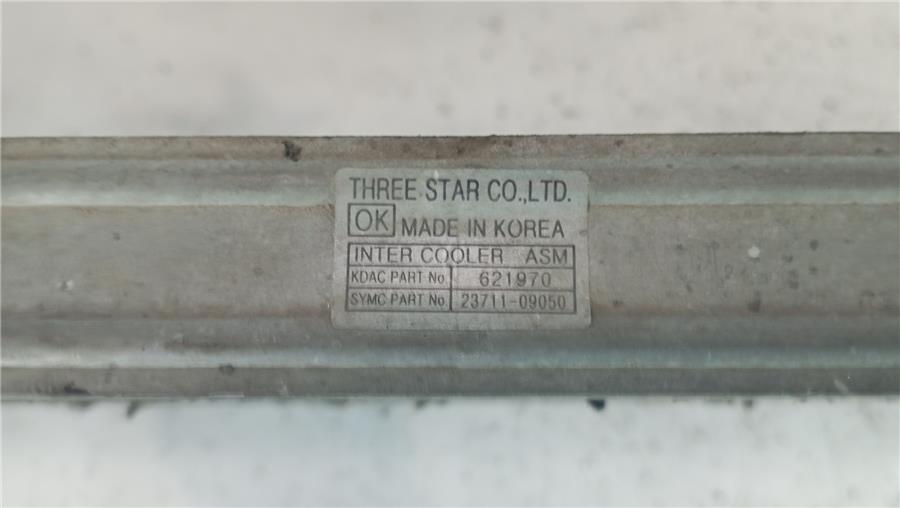 THREE STAR CO.,LTD.
OK MADE IN KOREA
INTER COOLER ASM
KDAC PART No. 621970
SYMC PART No. 23711-09050